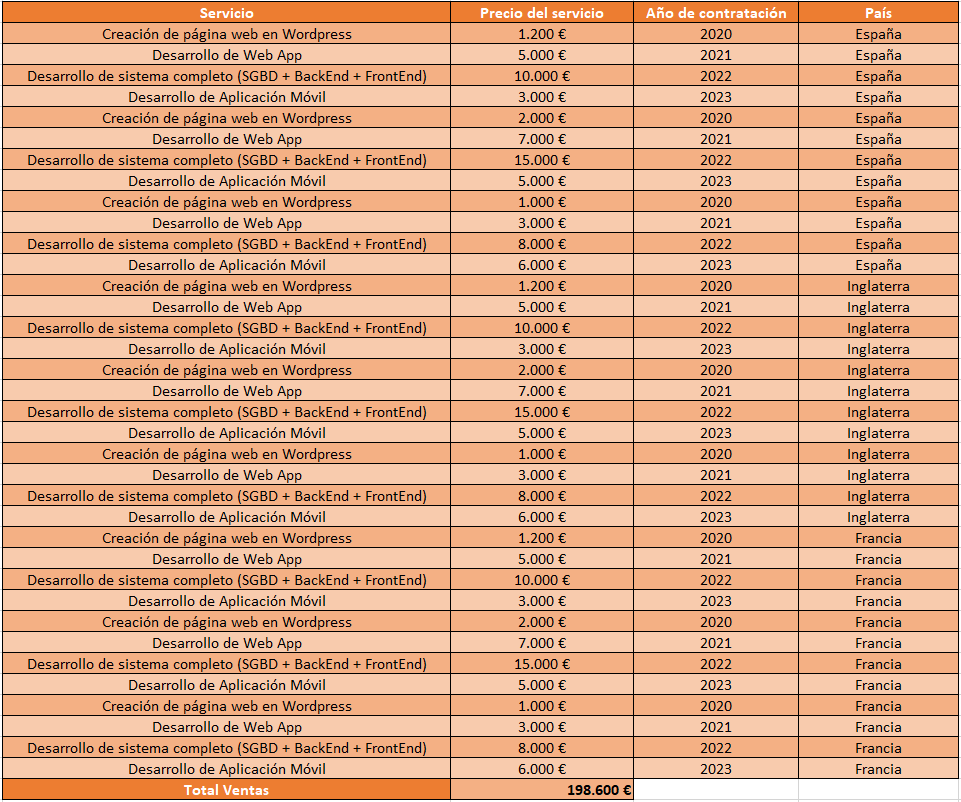 Servicio Precio del servicio Año de contratación País
Creación de página web en Wordpress 1.200 € 2020 España
Desarrollo de Web App 5.000 € 2021 España
Desarrollo de sistema completo (SGBD + BackEnd + FrontEnd) 10.000 € 2022 España
Desarrollo de Aplicación Móvil 3.000 € 2023 España
Creación de página web en Wordpress 2.000 € 2020 España
Desarrollo de Web App 7.000 € 2021 España
Desarrollo de sistema completo (SGBD + BackEnd + FrontEnd) 15.000 € 2022 España
Desarrollo de Aplicación Móvil 5.000 € 2023 España
Creación de página web en Wordpress 1.000 € 2020 España
Desarrollo de Web App 3.000 € 2021 España
Desarrollo de sistema completo (SGBD + BackEnd + FrontEnd) 8.000 € 2022 España
Desarrollo de Aplicación Móvil 6.000 € 2023 España
Creación de página web en Wordpress 1.200 € 2020 Inglaterra
Desarrollo de Web App 5.000 € 2021 Inglaterra
Desarrollo de sistema completo (SGBD + BackEnd + FrontEnd) 10.000 € 2022 Inglaterra
Desarrollo de Aplicación Móvil 3.000 € 2023 Inglaterra
Creación de página web en Wordpress 2.000 € 2020 Inglaterra
Desarrollo de Web App 7.000 € 2021 Inglaterra
Desarrollo de sistema completo (SGBD + BackEnd + FrontEnd) 15.000 € 2022 Inglaterra
Desarrollo de Aplicación Móvil 5.000 € 2023 Inglaterra
Creación de página web en Wordpress 1.000 € 2020 Inglaterra
Desarrollo de Web App 3.000 € 2021 Inglaterra
Desarrollo de sistema completo (SGBD + BackEnd + FrontEnd) 8.000 € 2022 Inglaterra
Desarrollo de Aplicación Móvil 6.000 € 2023 Inglaterra
Creación de página web en Wordpress 1.200 € 2020 Francia
Desarrollo de Web App 5.000 € 2021 Francia
Desarrollo de sistema completo (SGBD + BackEnd + FrontEnd) 10.000 € 2022 Francia
Desarrollo de Aplicación Móvil 3.000 € 2023 Francia
Creación de página web en Wordpress 2.000 € 2020 Francia
Desarrollo de Web App 7.000 € 2021 Francia
Desarrollo de sistema completo (SGBD + BackEnd + FrontEnd) 15.000 € 2022 Francia
Desarrollo de Aplicación Móvil 5.000 € 2023 Francia
Creación de página web en Wordpress 1.000 € 2020 Francia
Desarrollo de Web App 3.000 € 2021 Francia
Desarrollo de sistema completo (SGBD + BackEnd + FrontEnd) 8.000 € 2022 Francia
Desarrollo de Aplicación Móvil 6.000 € 2023 Francia
Total Ventas 198.600 €